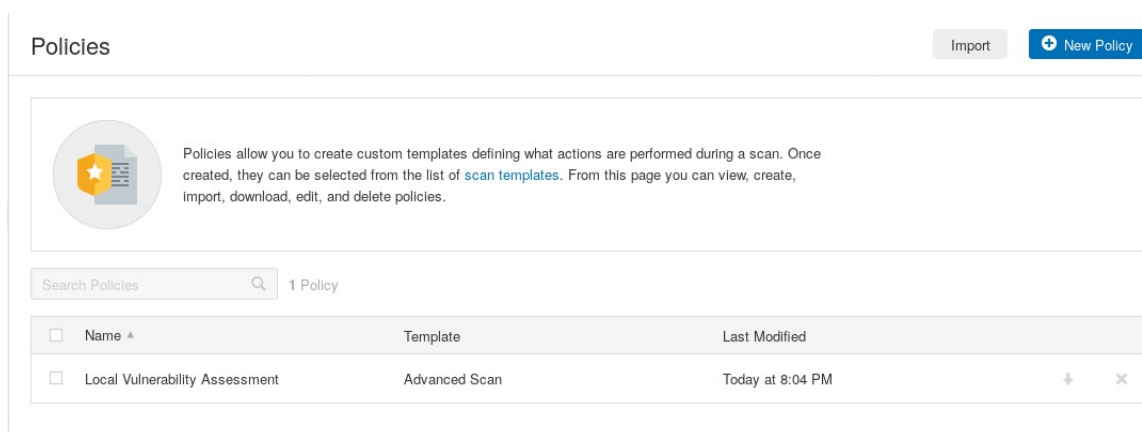 Policies
Import
New Policy
Policies allow you to create custom templates defining what actions are performed during a scan. Once
created, they can be selected from the list of scan templates. From this page you can view, create,
import, download, edit, and delete policies.
Search Policies
1 Policy
Name Template Last Modified
Local Vulnerability Assessment Advanced Scan Today at 8:04 PM